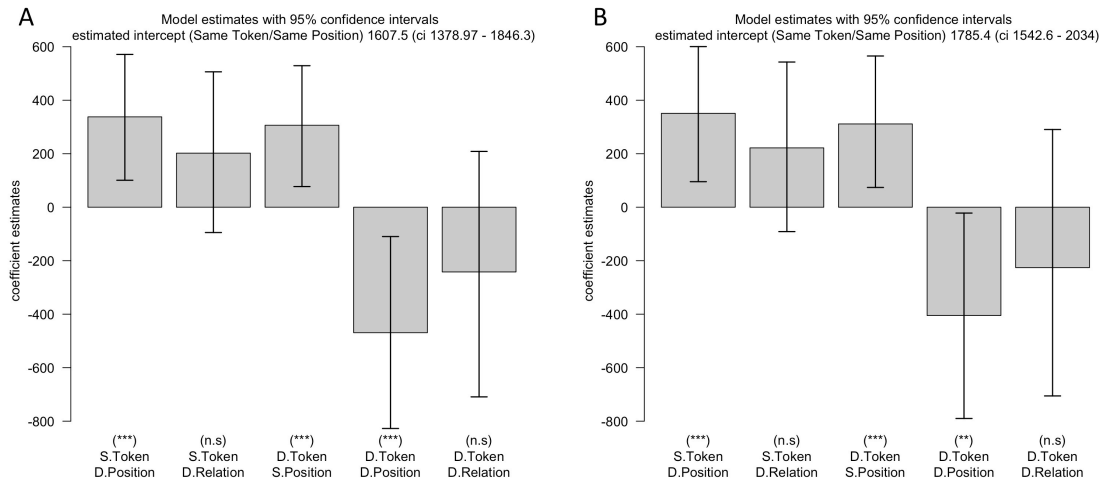 A
Model estimates with 95% confidence intervals
estimated intercept (Same Token/Same Position) 1607.5 (ci 1378.97 - 1846.3)
coefficient estimates
600
400
200
0
-200
-400
-600
-800
(***)
S.Token
D.Position
(n.s)
S.Token
D.Relation
(***)
D.Token
S.Position
(***)
D.Token
D.Position
(n.s)
D.Token
D.Relation
B
Model estimates with 95% confidence intervals
estimated intercept (Same Token/Same Position) 1785.4 (ci 1542.6 - 2034)
coefficient estimates
600
400
200
0
-200
-400
-600
-800
(***)
S.Token
D.Position
(n.s)
S.Token
D.Relation
(***)
D.Token
S.Position
(**)
D.Token
D.Position
(n.s)
D.Token
D.Relation